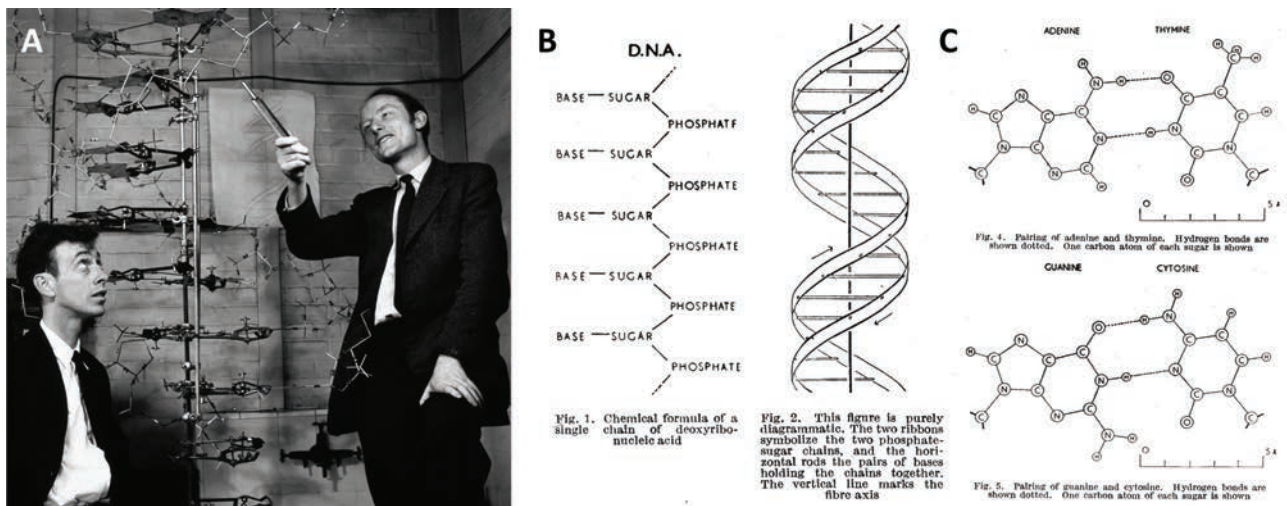 A
B
D.N.A.
BASE — SUGAR
PHOSPHATF
BASE — SUGAR
PHOSPHATE
BASE — SUGAR
PHOSPHATE
BASE — SUGAR
PHOSPHATE
BASE — SUGAR
PHOSPHATE
Fig. 1. Chemical formula of a
single chain of deoxyribo-
nucleic acid
Fig. 2. This figure is purely
diagrammatic. The two ribbons
symbolize the two phosphate-
sugar chains, and the hori-
zontal rods the pairs of bases
holding the chains together.
The vertical line marks the
fibre axis
C
ADENINE THYMINE
H
H C H
N H O
N C C
H C C C C H
N H N
N C
N C C N
C H O C
O 5 A
Fig. 4. Pairing of adenine and thymine. Hydrogen bonds are
shown dotted. One carbon atom of each sugar is shown
GUANINE CYTOSINE
H
O H N H
N C C C
H C C N H N C H
N C
N C C N
C O C
N H
H
5 A
Fig. 5. Pairing of guanine and cytosine. Hydrogen bonds are
shown dotted. One carbon atom of each sugar is shown